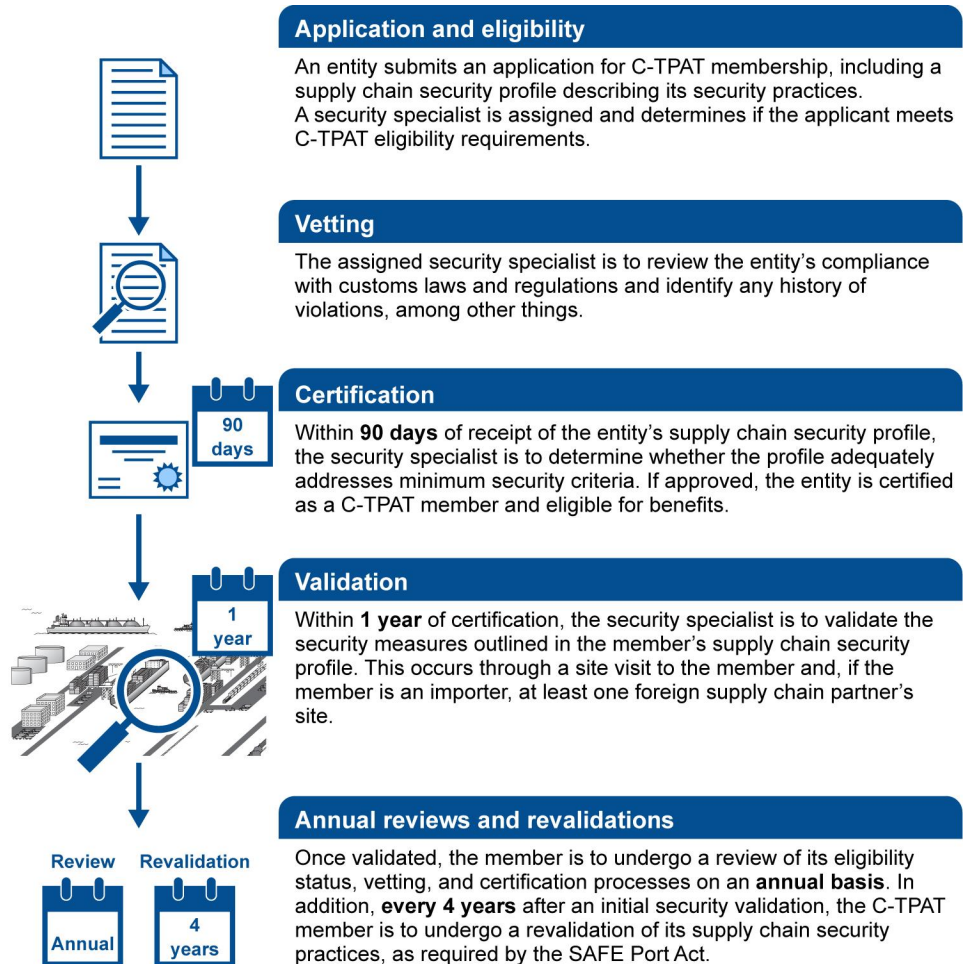 Application and eligibility
An entity submits an application for C-TPAT membership, including a
supply chain security profile describing its security practices.
A security specialist is assigned and determines if the applicant meets
C-TPAT eligibility requirements.
Vetting
The assigned security specialist is to review the entity's compliance
with customs laws and regulations and identify any history of
violations, among other things.
90
days
Certification
Within 90 days of receipt of the entity's supply chain security profile,
the security specialist is to determine whether the profile adequately
addresses minimum security criteria. If approved, the entity is certified
as a C-TPAT member and eligible for benefits.
1
year
Validation
Within 1 year of certification, the security specialist is to validate the
security measures outlined in the member's supply chain security
profile. This occurs through a site visit to the member and, if the
member is an importer, at least one foreign supply chain partner's
site.
Review Revalidation
Annual
4
years
Annual reviews and revalidations
Once validated, the member is to undergo a review of its eligibility
status, vetting, and certification processes on an annual basis. In
addition, every 4 years after an initial security validation, the C-TPAT
member is to undergo a revalidation of its supply chain security
practices, as required by the SAFE Port Act.